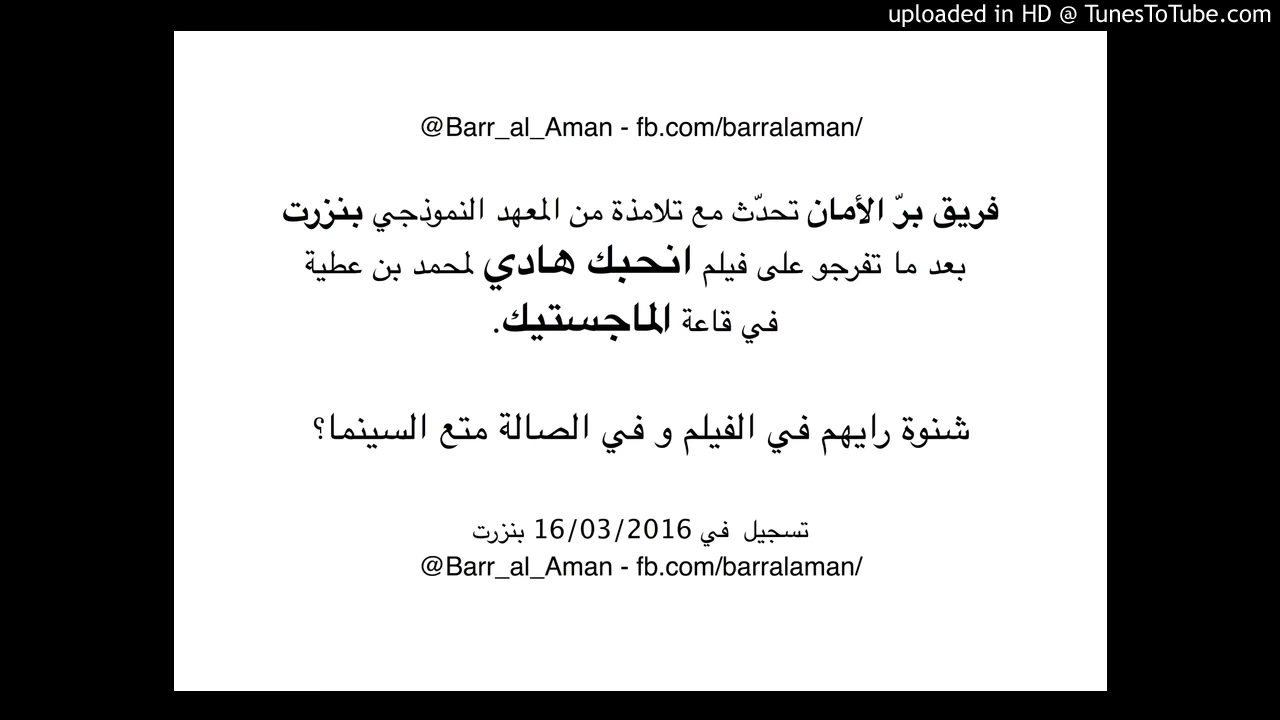 uploaded in HD @ TunesToTube.com
@Barr_al_Aman - fb.com/barralaman/
فريق برّ الأمان تحدّث مع تلامذة من المعهد النموذجي بنزرت
بعد ما تفرجو على فيلم انحبك هادي لمحمد بن عطية
في قاعة الماجستيك.
شنوة رايهم في الفيلم و في الصالة متع السينما؟
تسجيل في 16/03/2016 بنزرت
@Barr_al_Aman - fb.com/barralaman/